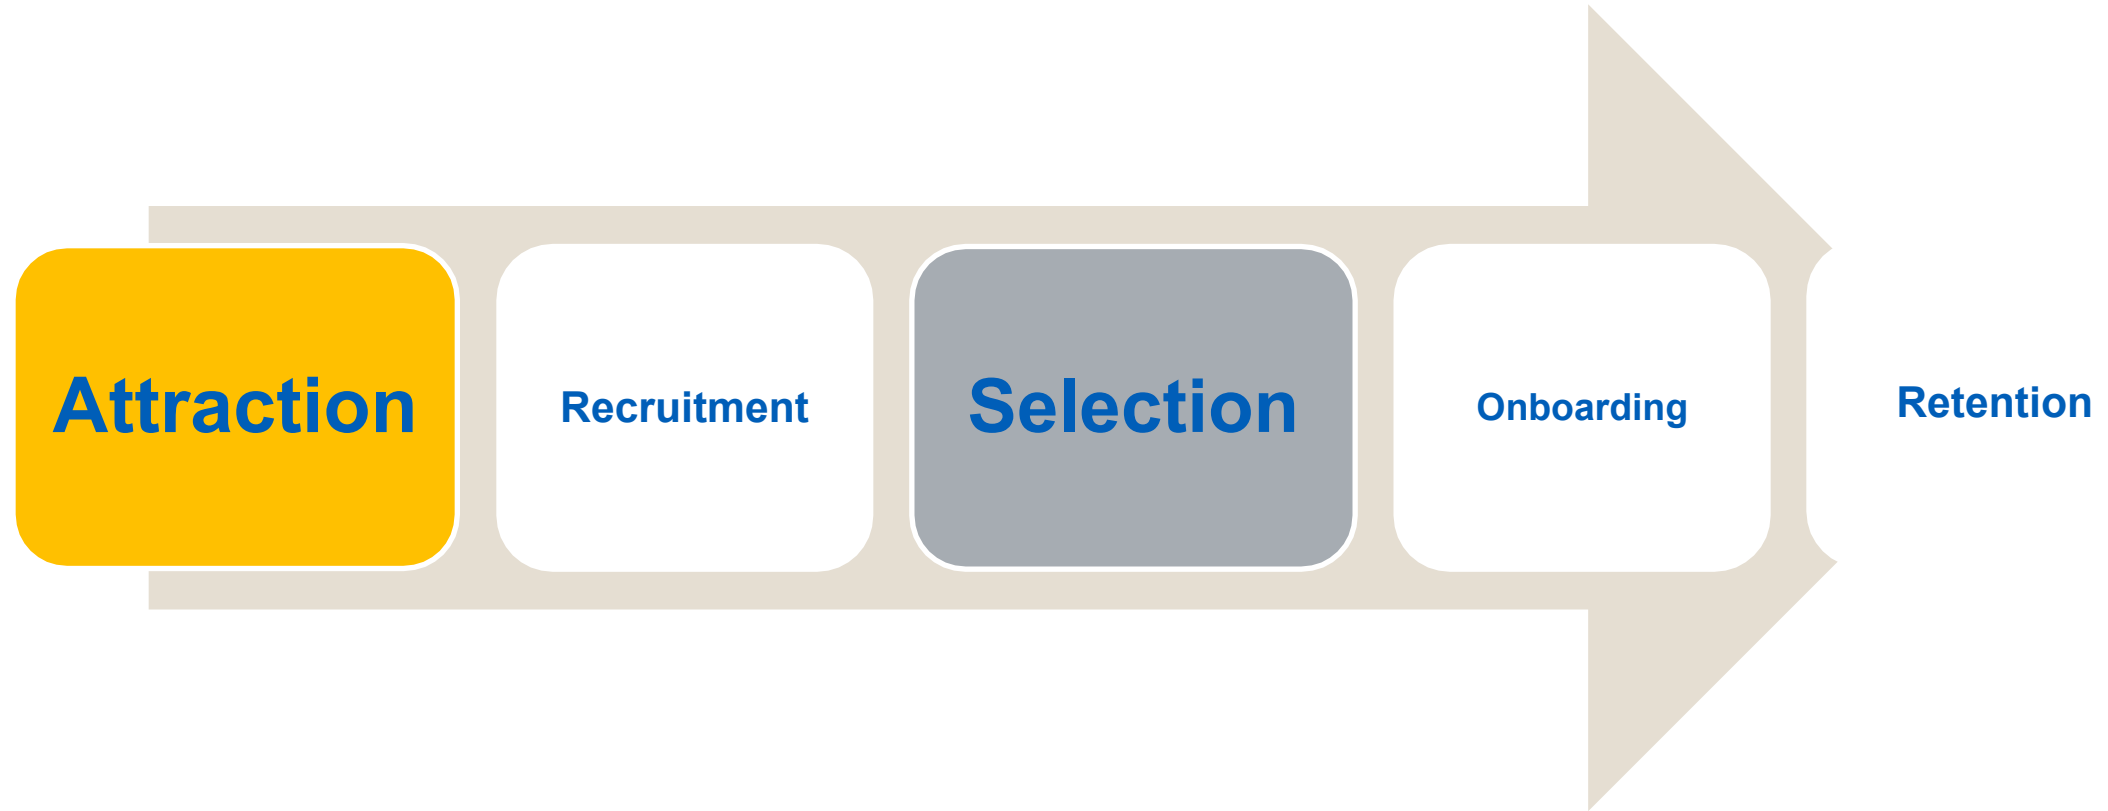 Attraction
Recruitment
Selection
Onboarding
Retention